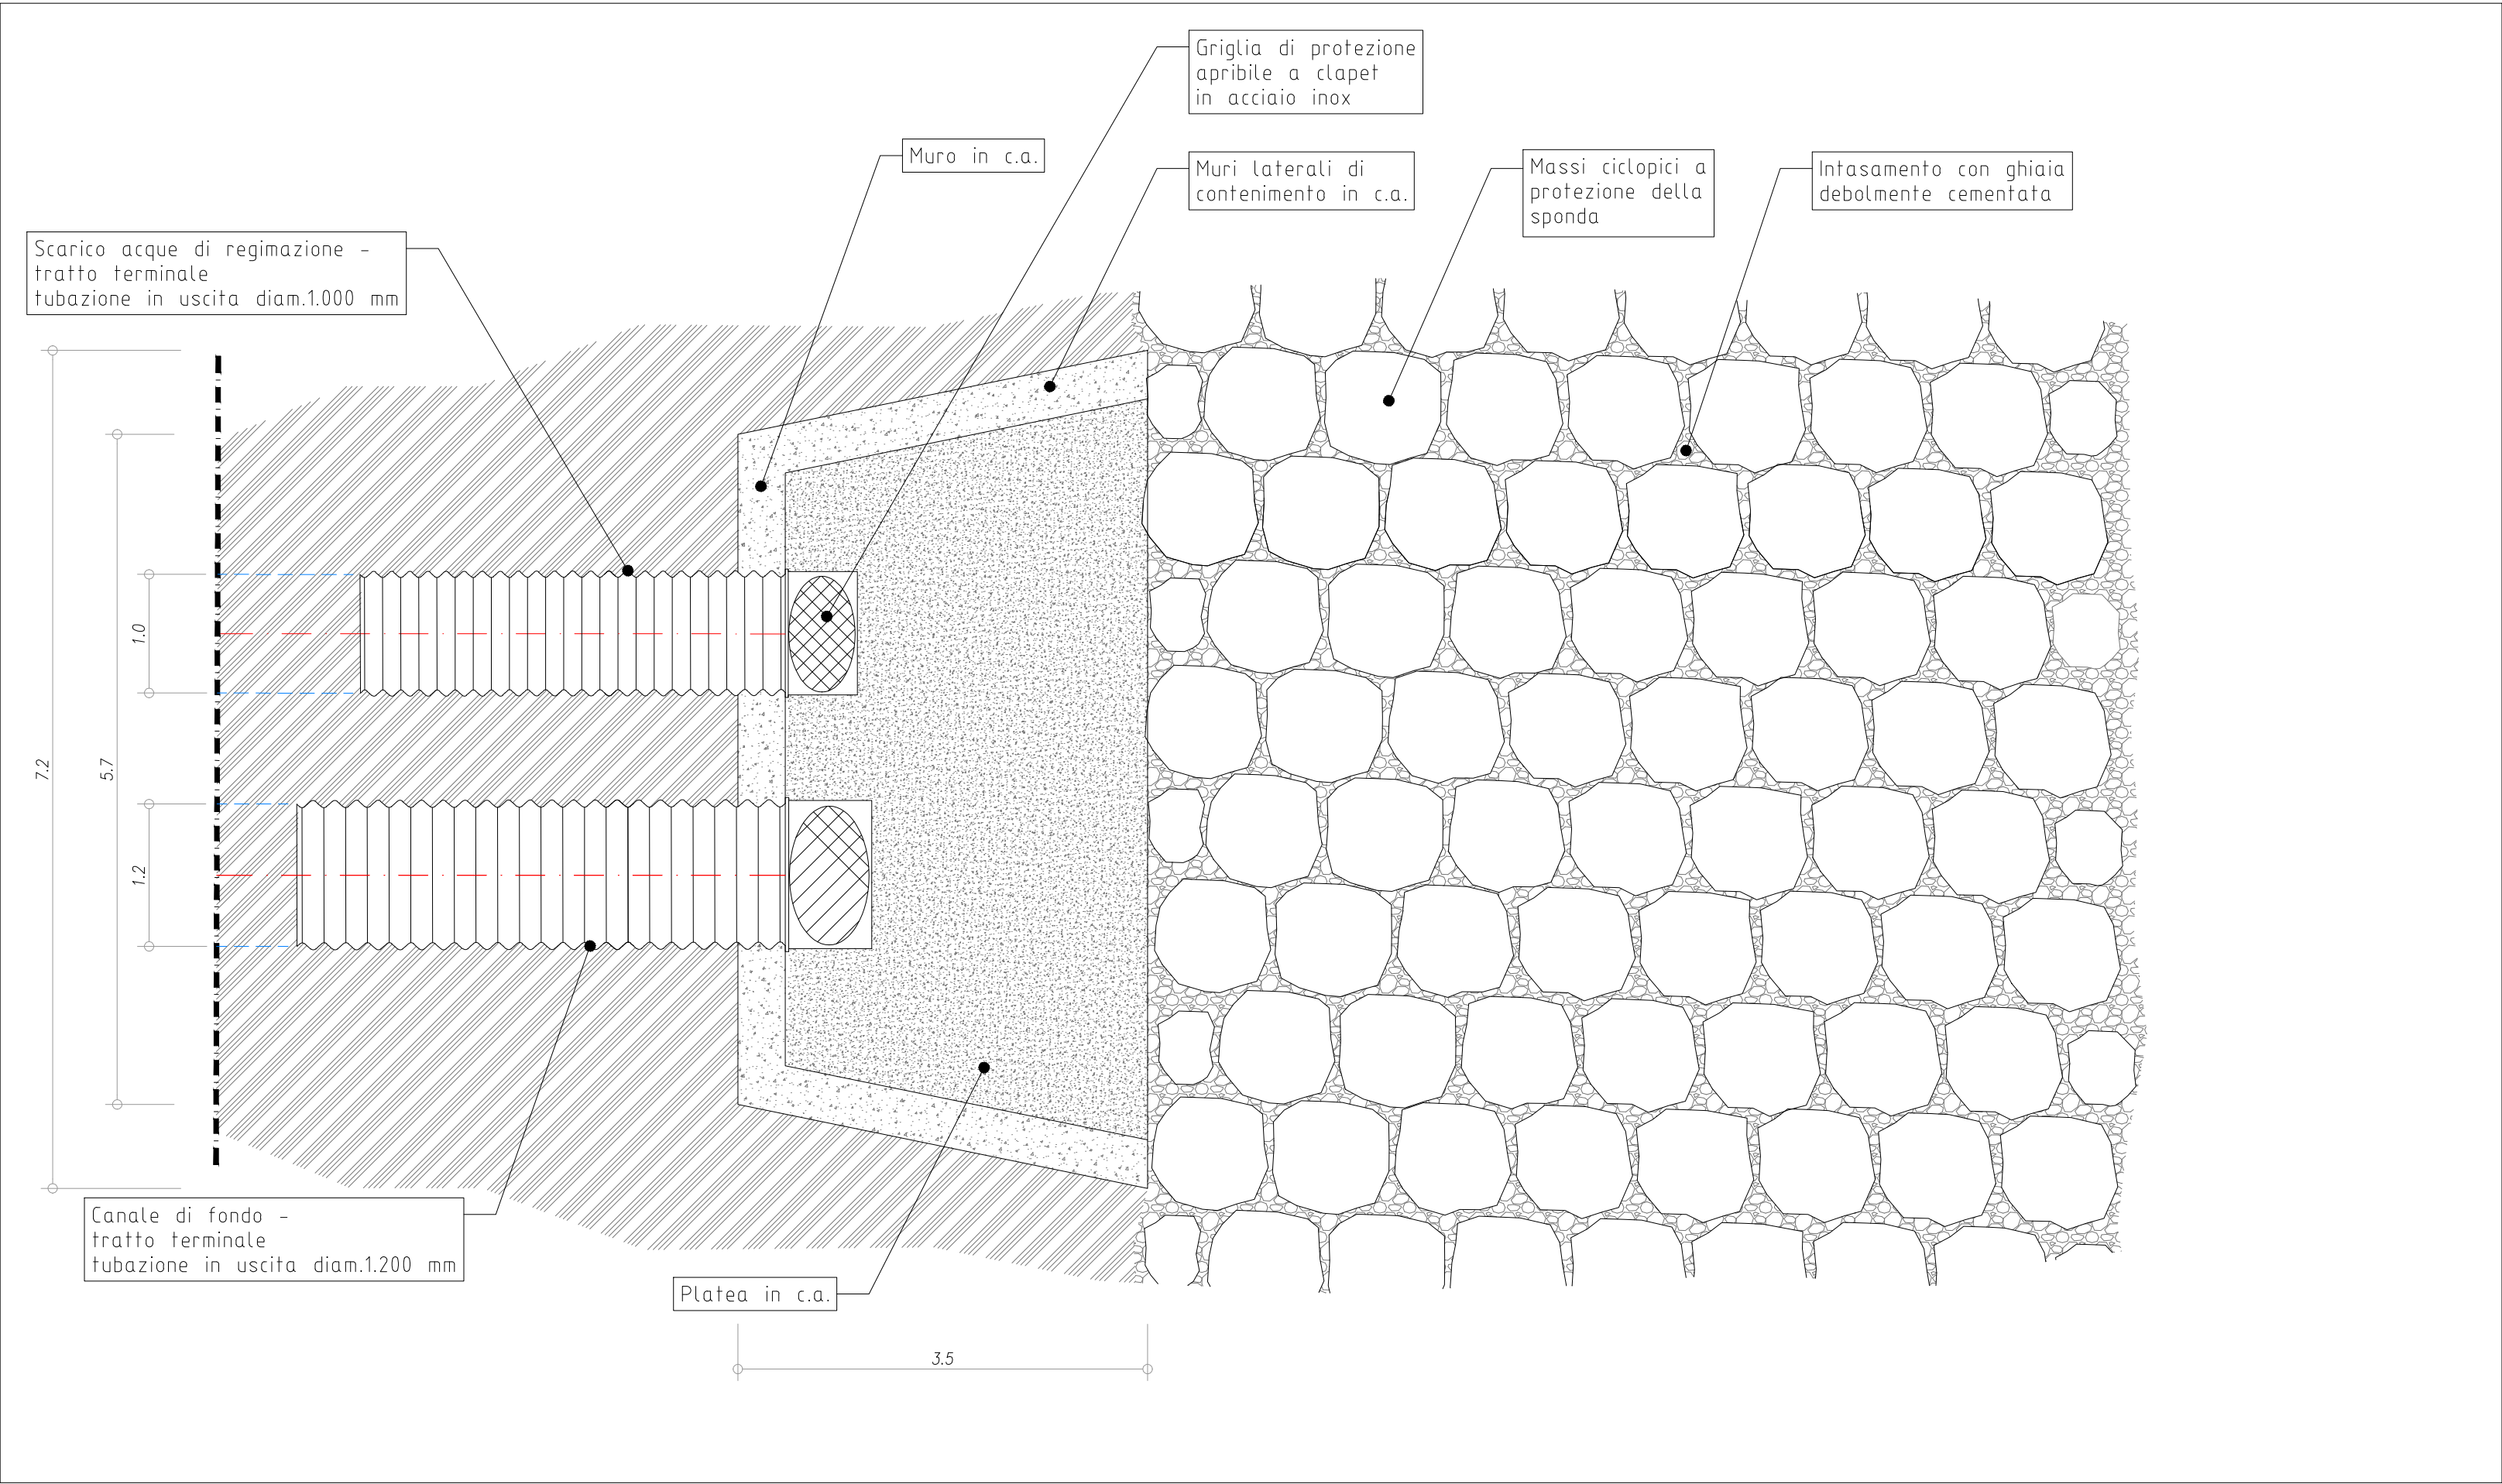 Griglia di protezione
apribile a clapet
in acciaio inox
Muro in c.a.
Muri laterali di
contenimento in c.a.
Massi ciclopici a
protezione della
sponda
Intasamento con ghiaia
debolmente cementata
Scarico acque di regimazione -
tratto terminale
tubazione in uscita diam.1.000 mm
1.0
7.2
5.7
1.2
Canale di fondo -
tratto terminale
tubazione in uscita diam.1.200 mm
Platea in c.a.
3.5